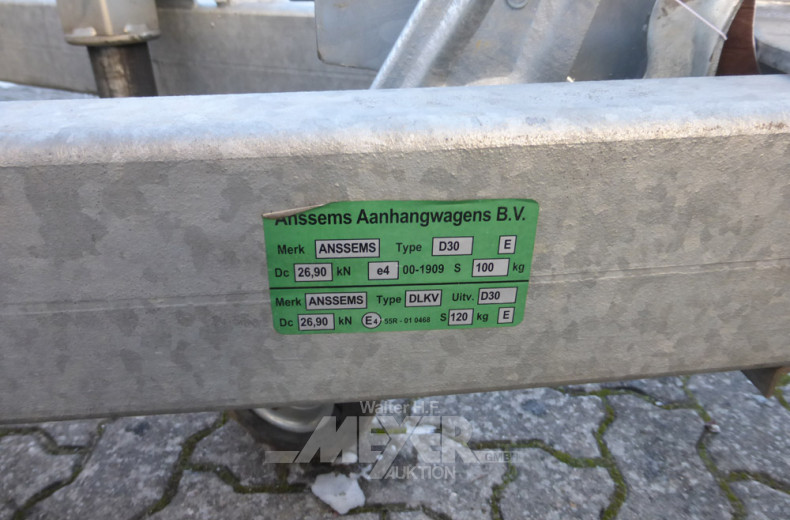 Anssems Aanhangwagens B.V.
Merk ANSSEMS Type D30 E
Dc 26,90 kN e4 00-1909 S 100 kg
Merk ANSSEMS Type DLKV Uitv. D30
Dc 26,90 kN E4 55R - 01 0468 S 120 kg E
Walter H.F.
MEYER
AUKTION